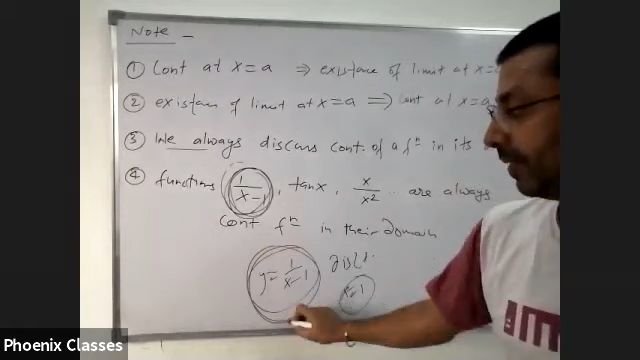 Note -
① Cont at x = a ⇒ existance of limit at x =
② existan of limit at x = a ⇒ Cont at x = a
③ We always discuss cont. of a fⁿ in its
④ functions 1/x-1, tanx, x/x² .. are always
Cont fⁿ in their domain
y = 1/x-1
x=1
Phoenix Classes